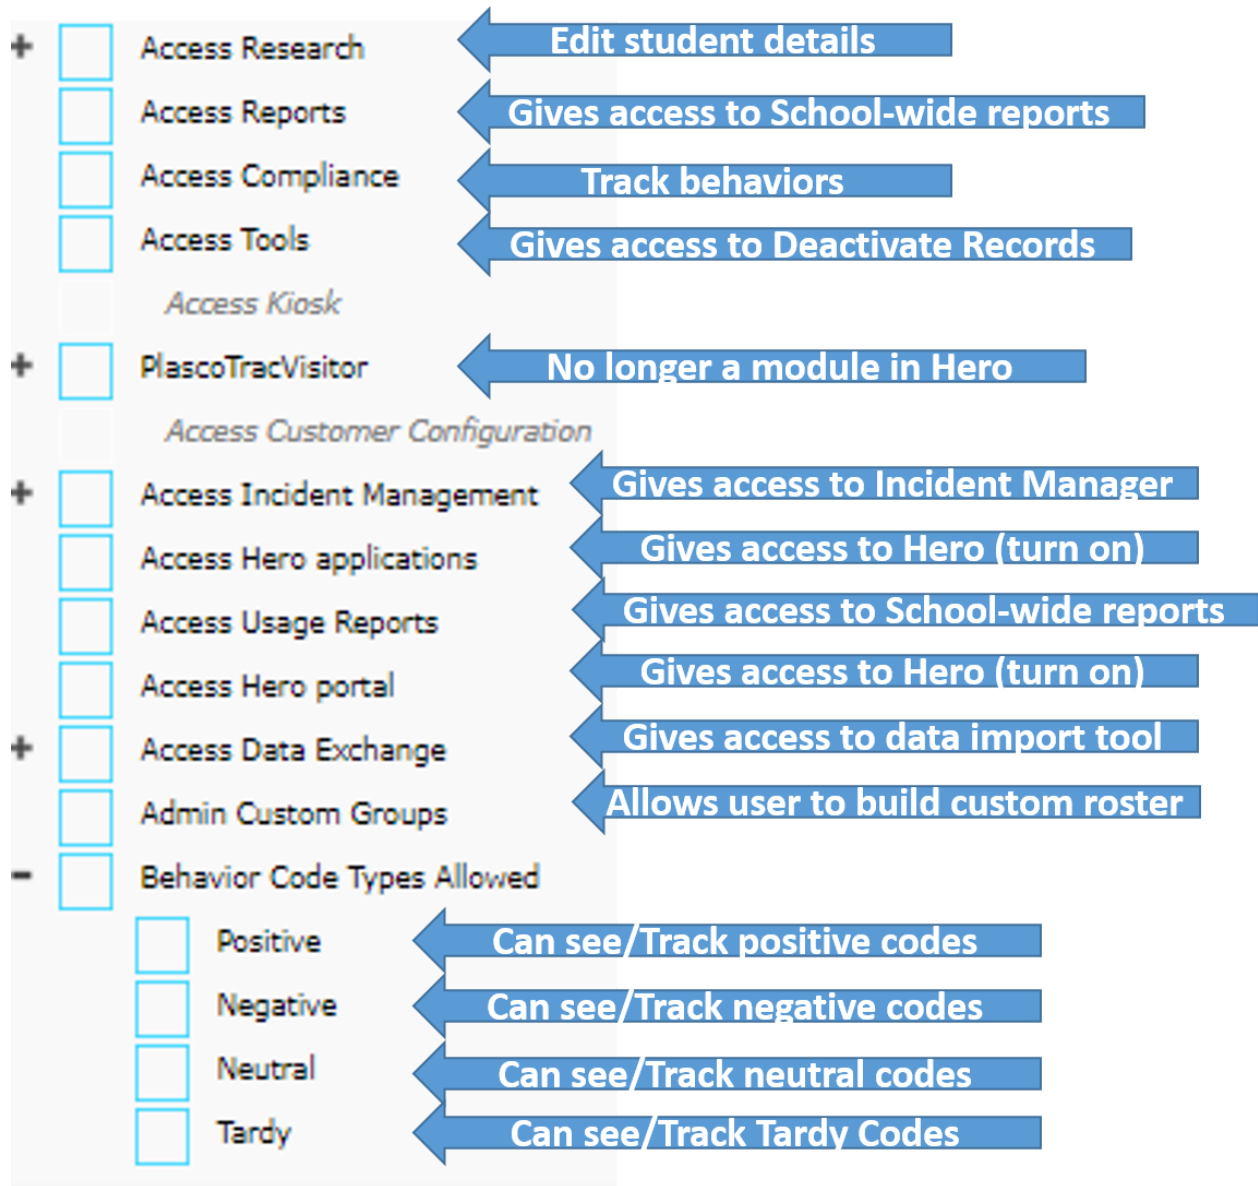 Access Research Edit student details
Access Reports Gives access to School-wide reports
Access Compliance Track behaviors
Access Tools Gives access to Deactivate Records
Access Kiosk
PlascoTracVisitor No longer a module in Hero
Access Customer Configuration
Access Incident Management Gives access to Incident Manager
Access Hero applications Gives access to Hero (turn on)
Access Usage Reports Gives access to School-wide reports
Access Hero portal Gives access to Hero (turn on)
Access Data Exchange Gives access to data import tool
Admin Custom Groups Allows user to build custom roster
Behavior Code Types Allowed
Positive Can see/Track positive codes
Negative Can see/Track negative codes
Neutral Can see/Track neutral codes
Tardy Can see/Track Tardy Codes